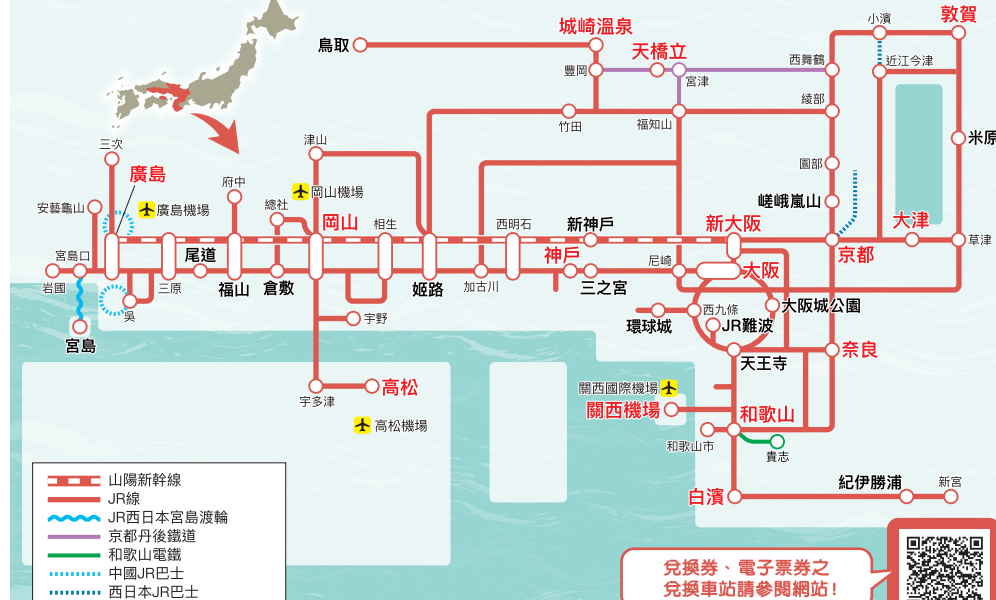 敦賀
小濱
城崎溫泉
鳥取
天橋立
西舞鶴
近江今津
豐岡
宮津
綾部
竹田
福知山
米原
津山
三次
園部
廣島
府中
岡山機場
嵯峨嵐山
安藝龜山
廣島機場
總社
岡山
相生
西明石
新神戶
新大阪
大津
宮島口
尾道
神戶
尼崎
京都
草津
岩國
三原
福山
倉敷
姬路
加古川
三之宮
大阪
吳
宇野
環球城
西九條
大阪城公園
JR難波
宮島
天王寺
奈良
宇多津
高松
關西國際機場
關西機場
和歌山
高松機場
和歌山市
貴志
紀伊勝浦
新宮
白濱
山陽新幹線
JR線
JR西日本宮島渡輪
京都丹後鐵道
和歌山電鐵
中國JR巴士
西日本JR巴士
兌換券、電子票券之
兌換車站請參閱網站!